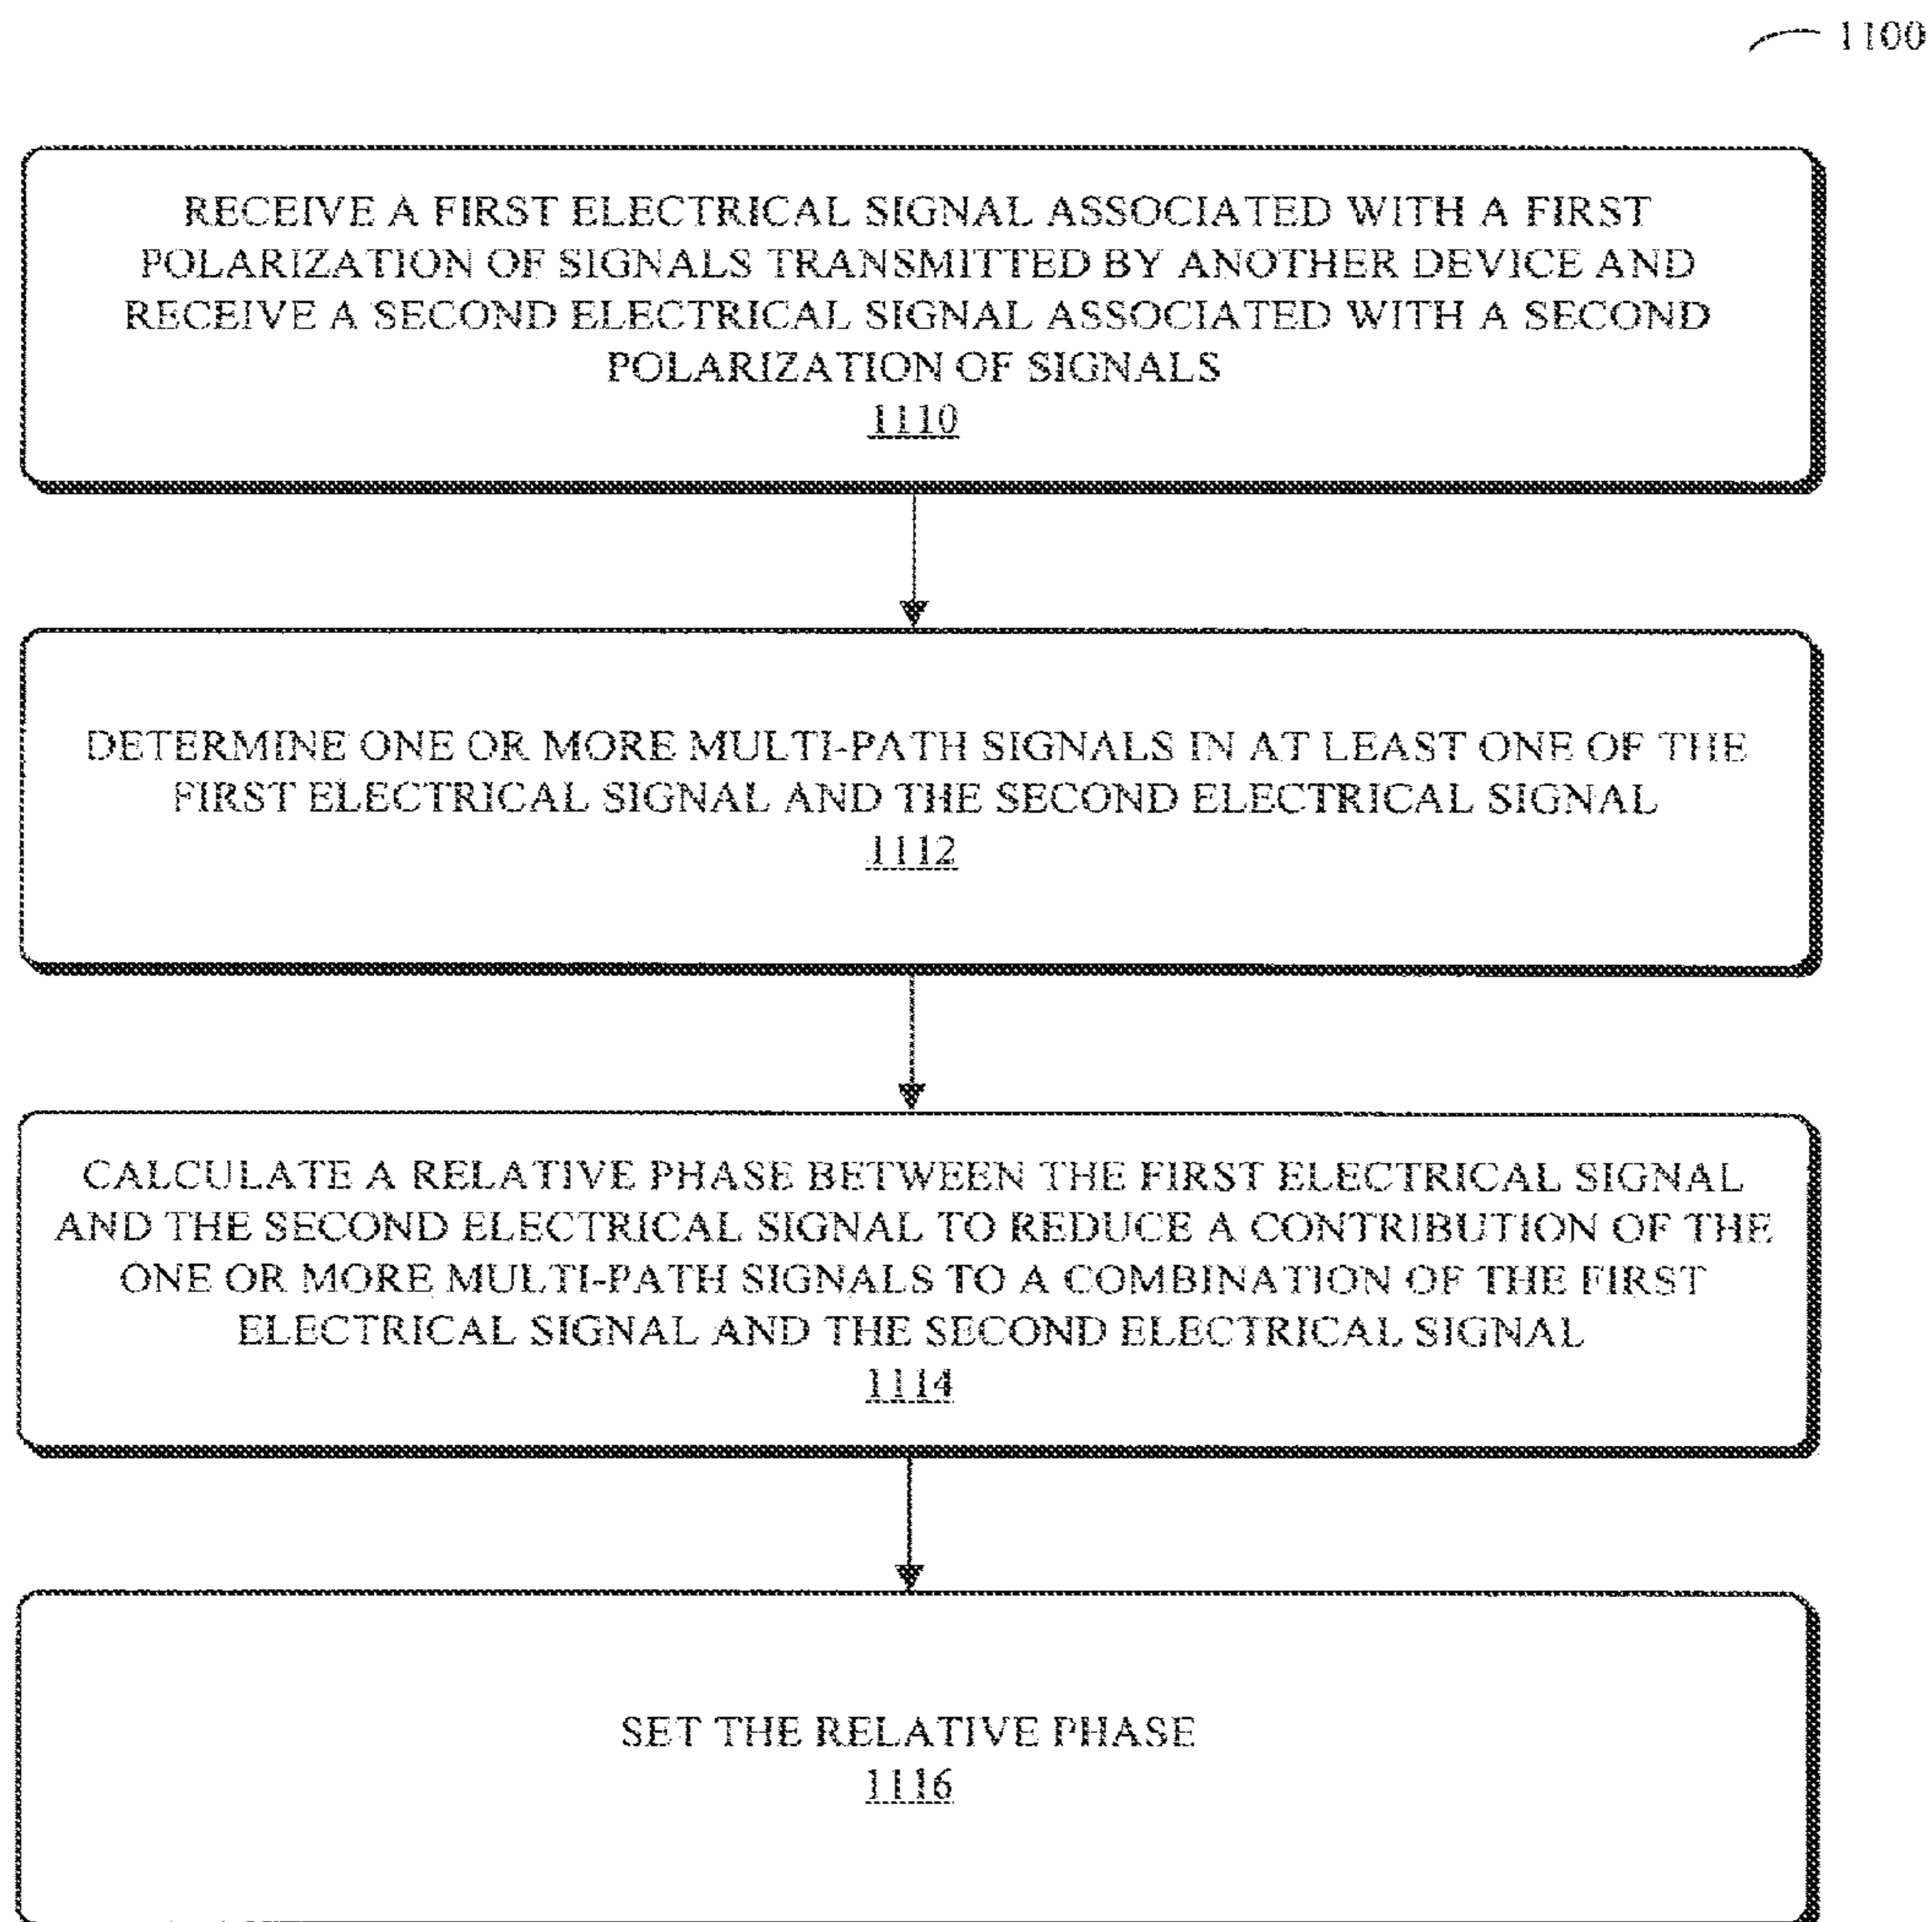 1100
RECEIVE A FIRST ELECTRICAL SIGNAL ASSOCIATED WITH A FIRST
POLARIZATION OF SIGNALS TRANSMITTED BY ANOTHER DEVICE AND
RECEIVE A SECOND ELECTRICAL SIGNAL ASSOCIATED WITH A SECOND
POLARIZATION OF SIGNALS
1110
DETERMINE ONE OR MORE MULTI-PATH SIGNALS IN AT LEAST ONE OF THE
FIRST ELECTRICAL SIGNAL AND THE SECOND ELECTRICAL SIGNAL
1112
CALCULATE A RELATIVE PHASE BETWEEN THE FIRST ELECTRICAL SIGNAL
AND THE SECOND ELECTRICAL SIGNAL TO REDUCE A CONTRIBUTION OF THE
ONE OR MORE MULTI-PATH SIGNALS TO A COMBINATION OF THE FIRST
ELECTRICAL SIGNAL AND THE SECOND ELECTRICAL SIGNAL
1114
SET THE RELATIVE PHASE
1116